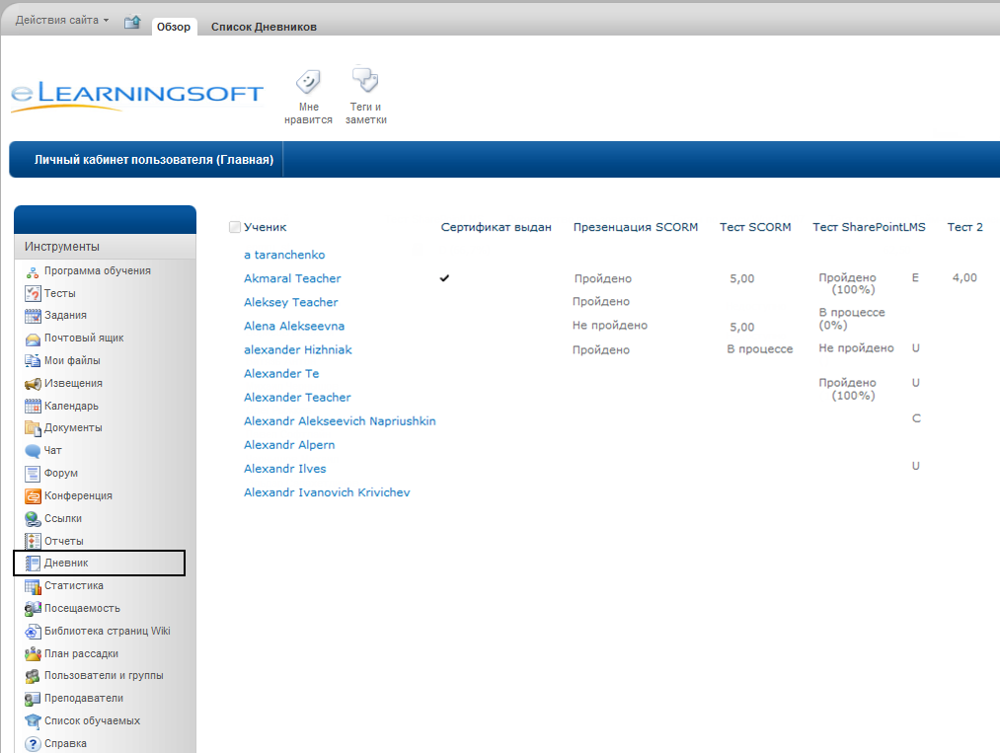 Действия сайта
Обзор
Список Дневников
eLEARNINGSOFT
Мне нравится
Теги и заметки
Личный кабинет пользователя (Главная)
Инструменты
Программа обучения
Тесты
Задания
Почтовый ящик
Мои файлы
Извещения
Календарь
Документы
Чат
Форум
Конференция
Ссылки
Отчеты
Дневник
Статистика
Посещаемость
Библиотека страниц Wiki
План рассадки
Пользователи и группы
Преподаватели
Список обучаемых
Справка
Ученик Сертификат выдан Презенцация SCORM Тест SCORM Тест SharePointLMS Тест 2
a taranchenko
Akmaral Teacher Пройдено 5,00 Пройдено (100%) E 4,00
Aleksey Teacher Пройдено
Alena Alekseevna Не пройдено 5,00 В процессе (0%)
alexander Hizhniak Пройдено В процессе Не пройдено U
Alexander Te
Пройдено (100%) U
Alexander Teacher
Alexandr Alekseevich Napriushkin C
Alexandr Alpern
Alexandr Ilves U
Alexandr Ivanovich Krivichev